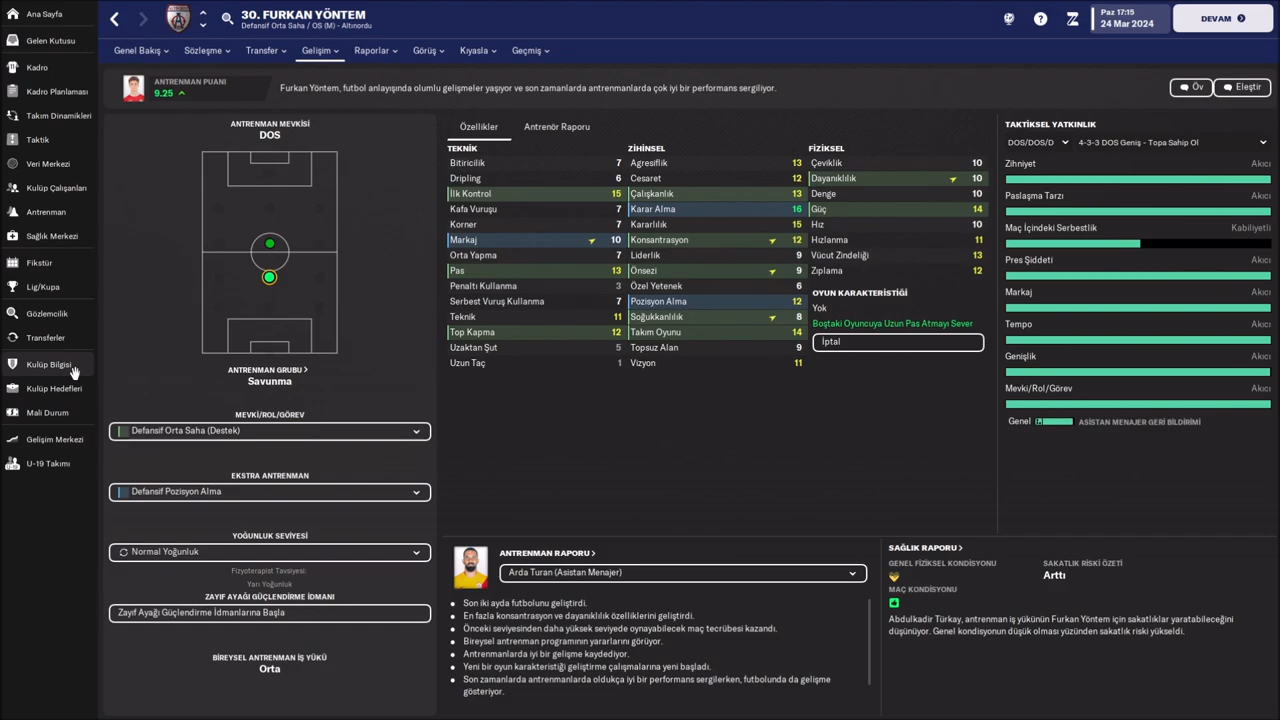 Ana Sayfa
Gelen Kutusu
Kadro
Kadro Planlaması
Takım Dinamikleri
Taktik
Veri Merkezi
Kulüp Çalışanları
Antrenman
Sağlık Merkezi
Fikstür
Lig/Kupa
Gözlemcilik
Transferler
Kulüp Bilgisi
Kulüp Hedefleri
Mali Durum
Gelişim Merkezi
U-19 Takımı
30. FURKAN YÖNTEM
Defansif Orta Saha / OS (M) - Altınordu
Paz 17:15
24 Mar 2024
DEVAM
Genel Bakış
Sözleşme
Transfer
Gelişim
Raporlar
Görüş
Kıyasla
Geçmiş
ANTRENMAN PUANI
9.25
Furkan Yöntem, futbol anlayışında olumlu gelişmeler yaşıyor ve son zamanlarda antrenmanlarda çok iyi bir performans sergiliyor.
Öv
Eleştir
ANTRENMAN MEVKİSİ
DOS
ANTRENMAN GRUBU
Savunma
MEVKİ/ROL/GÖREV
Defansif Orta Saha (Destek)
EKSTRA ANTRENMAN
Defansif Pozisyon Alma
YOĞUNLUK SEVİYESİ
Normal Yoğunluk
Fizyoterapist Tavsiyesi:
Yarı Yoğunluk
ZAYIF AYAĞI GÜÇLENDİRME İDMANI
Zayıf Ayağı Güçlendirme İdmanlarına Başla
BİREYSEL ANTRENMAN İŞ YÜKÜ
Orta
Özellikler
Antrenör Raporu
TEKNİK
Bitiricilik 7
Dripling 6
İlk Kontrol 15
Kafa Vuruşu 7
Korner 7
Markaj 10
Orta Yapma 7
Pas 13
Penaltı Kullanma 3
Serbest Vuruş Kullanma 7
Teknik 11
Top Kapma 12
Uzaktan Şut 5
Uzun Taç 1
ZİHİNSEL
Agresiflik 13
Cesaret 12
Çalışkanlık 13
Karar Alma 16
Kararlılık 15
Konsantrasyon 12
Liderlik 9
Önsezi 9
Özel Yetenek 6
Pozisyon Alma 12
Soğukkanlılık 8
Takım Oyunu 14
Topsuz Alan 9
Vizyon 11
FİZİKSEL
Çeviklik 10
Dayanıklılık 10
Denge 10
Güç 14
Hız 10
Hızlanma 11
Vücut Zindeliği 13
Zıplama 12
OYUN KARAKTERİSTİĞİ
Yok
Boştaki Oyuncuya Uzun Pas Atmayı Sever
İptal
TAKTİKSEL YATKINLIK
DOS/DOS/D
4-3-3 DOS Geniş - Topa Sahip Ol
Zihniyet Akıcı
Paslaşma Tarzı Akıcı
Maç İçindeki Serbestlik Kabiliyetli
Pres Şiddeti Akıcı
Markaj Akıcı
Tempo Akıcı
Genişlik Akıcı
Mevki/Rol/Görev Akıcı
Genel
ASİSTAN MENAJER GERİ BİLDİRİMİ
ANTRENMAN RAPORU
Arda Turan (Asistan Menajer)
Son iki ayda futbolunu geliştirdi.
En fazla konsantrasyon ve dayanıklılık özelliklerini geliştirdi.
Önceki seviyesinden daha yüksek seviyede oynayabilecek maç tecrübesi kazandı.
Bireysel antrenman programının yararlarını görüyor.
Antrenmanlarda iyi bir gelişme kaydediyor.
Yeni bir oyun karakteristiği geliştirme çalışmalarına yeni başladı.
Son zamanlarda antrenmanlarda oldukça iyi bir performans sergilerken, futbolunda da gelişme
gösteriyor.
SAĞLIK RAPORU
GENEL FİZİKSEL KONDİSYONU
MAÇ KONDİSYONU
SAKATLIK RİSKİ ÖZETİ
Arttı
Abdulkadir Türkay, antrenman iş yükünün Furkan Yöntem için sakatlıklar yaratabileceğini
düşünüyor. Genel kondisyonun düşük olması yüzünden sakatlık riski yükseldi.